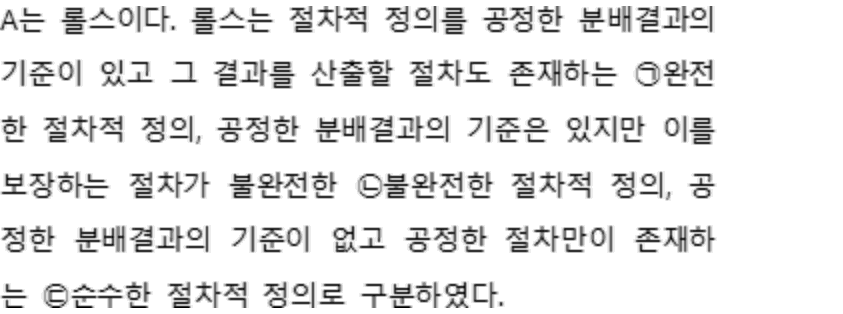 A는 롤스이다. 롤스는 절차적 정의를 공정한 분배결과의
기준이 있고 그 결과를 산출할 절차도 존재하는 ㉠완전
한 절차적 정의, 공정한 분배결과의 기준은 있지만 이를
보장하는 절차가 불완전한 ㉡불완전한 절차적 정의, 공
정한 분배결과의 기준이 없고 공정한 절차만이 존재하
는 ㉢순수한 절차적 정의로 구분하였다.